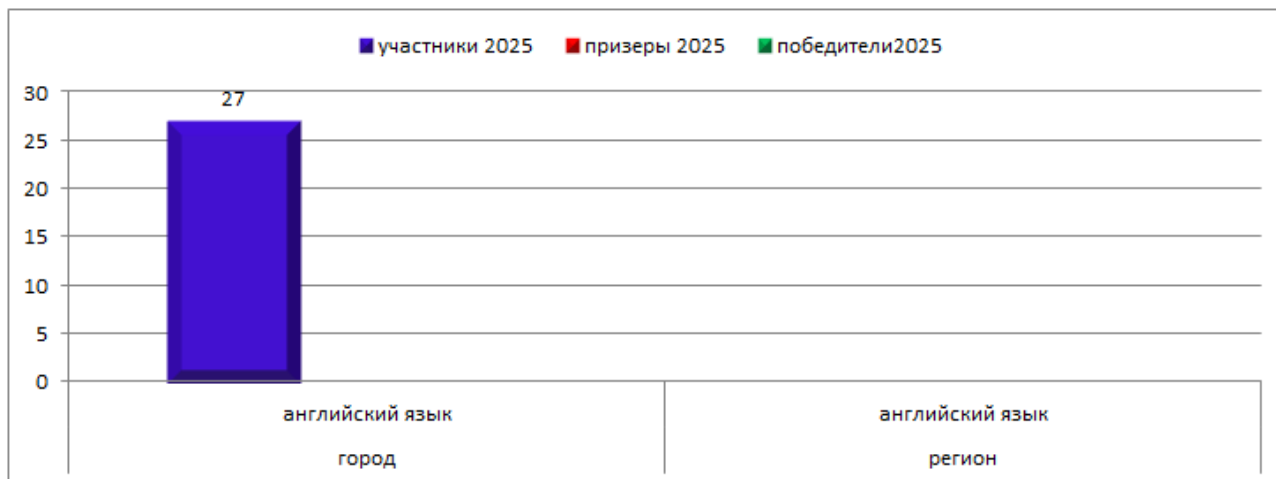 участники 2025 призеры 2025 победители2025
30
27
25
20
15
10
5
0
английский язык английский язык
город регион